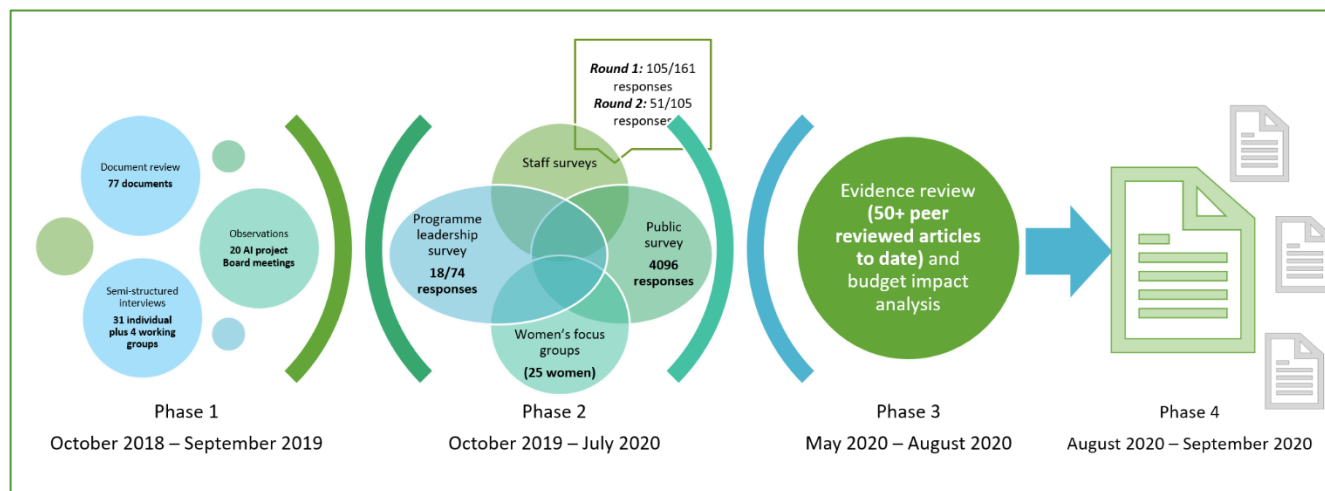 Document review
77 documents
Observations
20 AI project
Board meetings
Semi-structured
interviews
31 individual
plus 4 working
groups
Phase 1
October 2018 – September 2019
Round 1: 105/161
responses
Round 2: 51/105
responses
Staff surveys
Programme
leadership
survey
18/74
responses
Public
survey
4096
responses
Women's focus
groups
(25 women)
Phase 2
October 2019 – July 2020
Evidence review
(50+ peer
reviewed articles
to date) and
budget impact
analysis
Phase 3
May 2020 – August 2020
Phase 4
August 2020 – September 2020